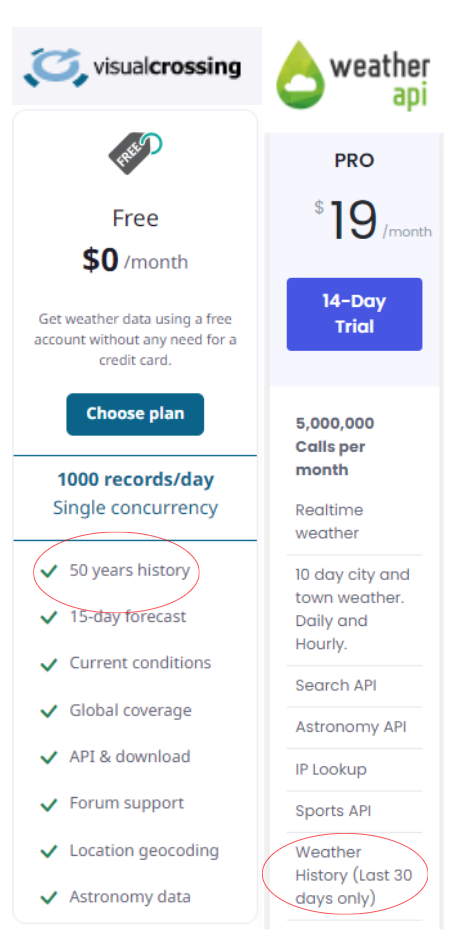 visualcrossing
FREE
Free
$0 /month
Get weather data using a free
account without any need for a
credit card.
Choose plan
1000 records/day
Single concurrency
50 years history
15-day forecast
Current conditions
Global coverage
API & download
Forum support
Location geocoding
Astronomy data
weather
api
PRO
$ 19 /month
14-Day
Trial
5,000,000
Calls per
month
Realtime
weather
10 day city and
town weather.
Daily and
Hourly.
Search API
Astronomy API
IP Lookup
Sports API
Weather
History (Last 30
days only)